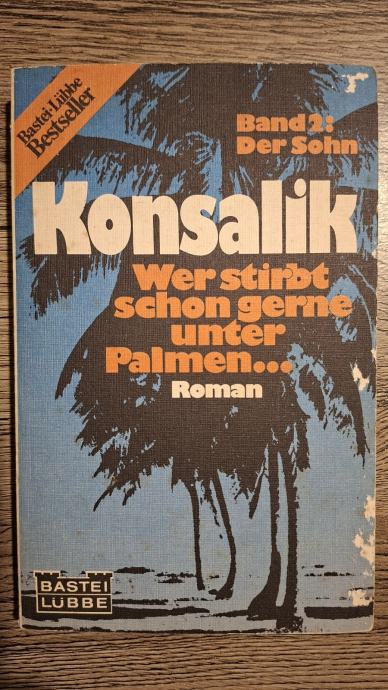 Bastei-Lübbe
Bestseller
Band 2:
Der Sohn
Konsalik
Wer stirbt
schon gerne
unter
Palmen...
Roman
BASTEI
LÜBBE